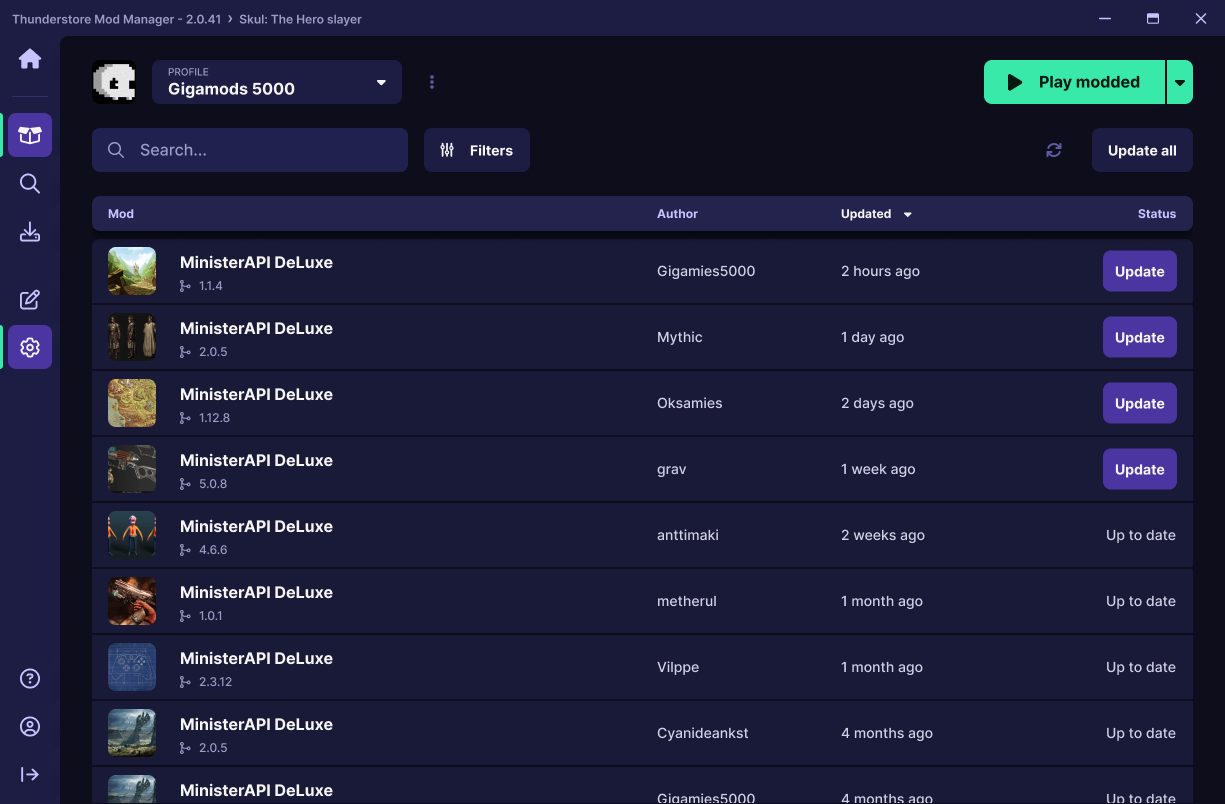 Thunderstore Mod Manager - 2.0.41 › Skul: The Hero slayer
PROFILE
Gigamods 5000
Play modded
Search...
Filters
Update all
Mod Author Updated Status
MinisterAPI DeLuxe
1.1.4
Gigamies5000 2 hours ago Update
MinisterAPI DeLuxe
2.0.5
Mythic 1 day ago Update
MinisterAPI DeLuxe
1.12.8
Oksamies 2 days ago Update
MinisterAPI DeLuxe
5.0.8
grav 1 week ago Update
MinisterAPI DeLuxe
4.6.6
anttimaki 2 weeks ago Up to date
MinisterAPI DeLuxe
1.0.1
metherul 1 month ago Up to date
MinisterAPI DeLuxe
2.3.12
Vilppe 1 month ago Up to date
MinisterAPI DeLuxe
2.0.5
Cyanideankst 4 months ago Up to date
MinisterAPI DeLuxe
Gigamies5000 4 months ago Up to date